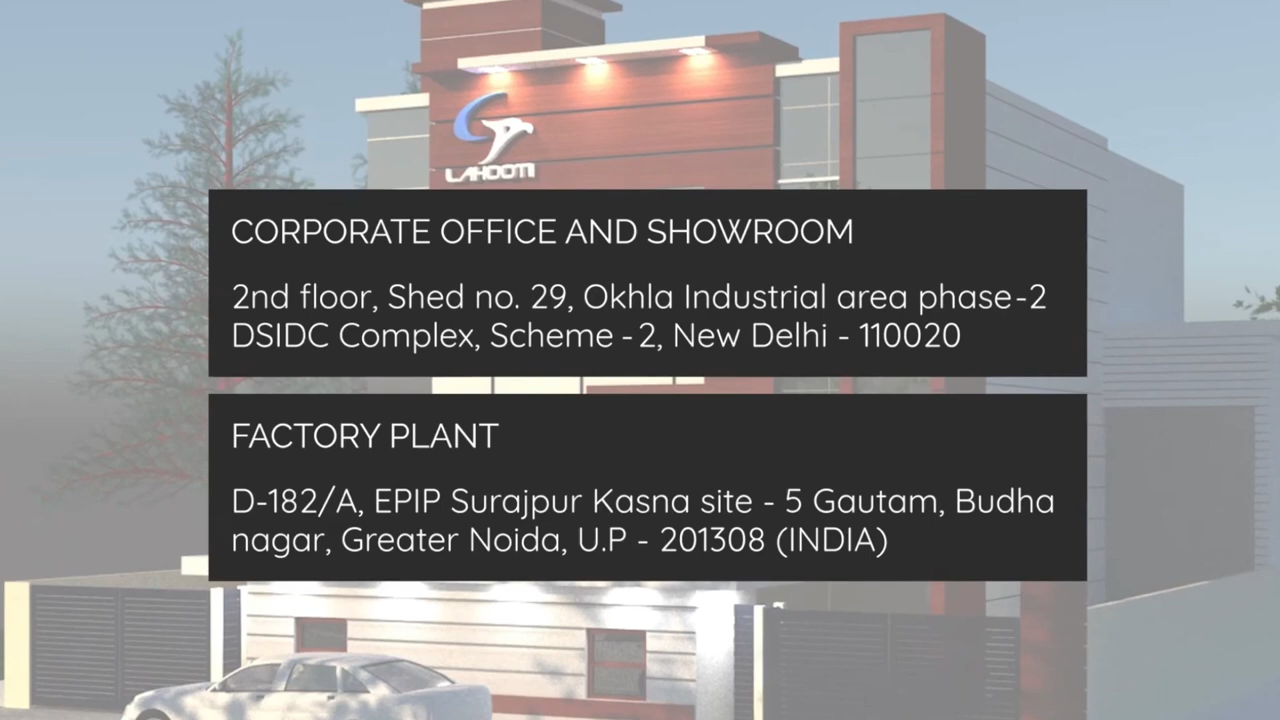 LAHOOTI
CORPORATE OFFICE AND SHOWROOM
2nd floor, Shed no. 29, Okhla Industrial area phase-2
DSIDC Complex, Scheme - 2, New Delhi - 110020
FACTORY PLANT
D-182/A, EPIP Surajpur Kasna site - 5 Gautam, Budha
nagar, Greater Noida, U.P - 201308 (INDIA)